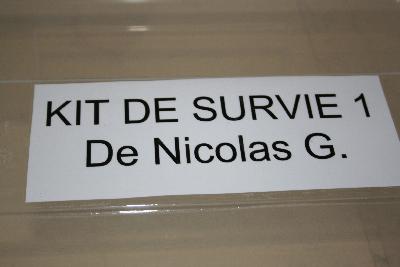 KIT DE SURVIE 1
De Nicolas G.